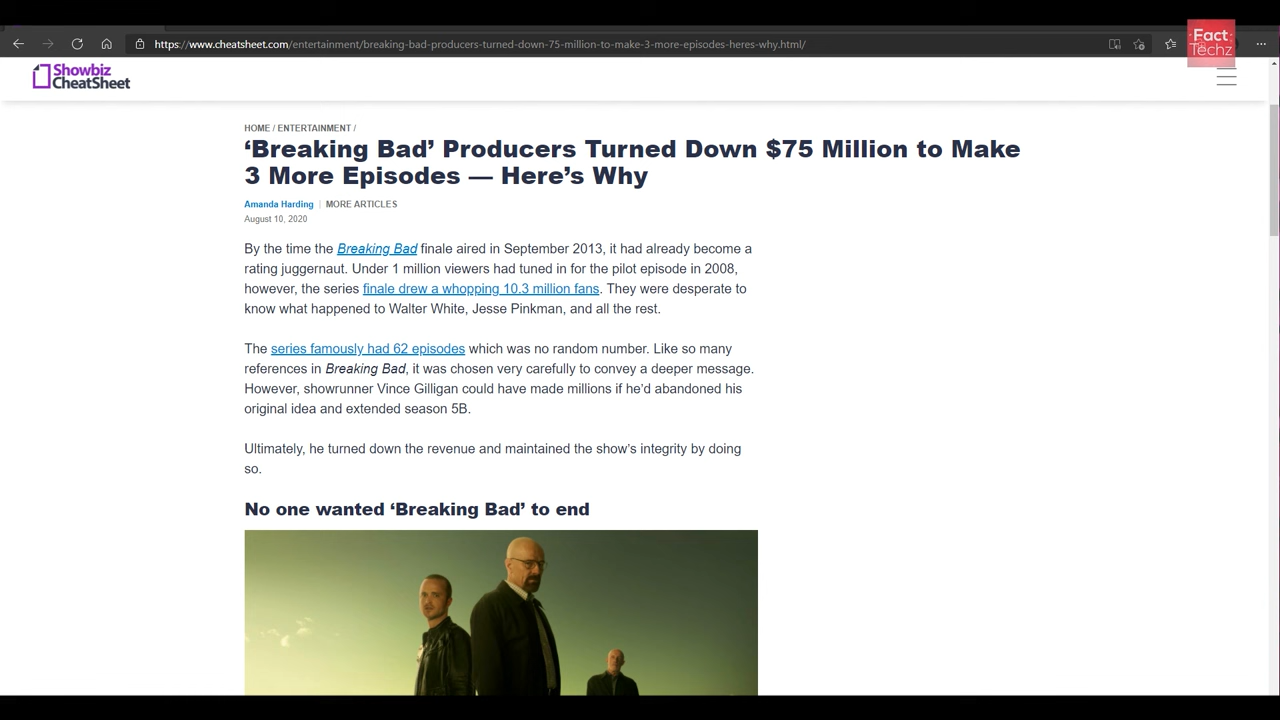 https://www.cheatsheet.com/entertainment/breaking-bad-producers-turned-down-75-million-to-make-3-more-episodes-heres-why.html/
Fact
Techz
Showbiz
CheatSheet
HOME / ENTERTAINMENT /
‘Breaking Bad’ Producers Turned Down $75 Million to Make
3 More Episodes — Here’s Why
Amanda Harding | MORE ARTICLES
August 10, 2020
By the time the Breaking Bad finale aired in September 2013, it had already become a
rating juggernaut. Under 1 million viewers had tuned in for the pilot episode in 2008,
however, the series finale drew a whopping 10.3 million fans. They were desperate to
know what happened to Walter White, Jesse Pinkman, and all the rest.
The series famously had 62 episodes which was no random number. Like so many
references in Breaking Bad, it was chosen very carefully to convey a deeper message.
However, showrunner Vince Gilligan could have made millions if he’d abandoned his
original idea and extended season 5B.
Ultimately, he turned down the revenue and maintained the show’s integrity by doing
so.
No one wanted ‘Breaking Bad’ to end